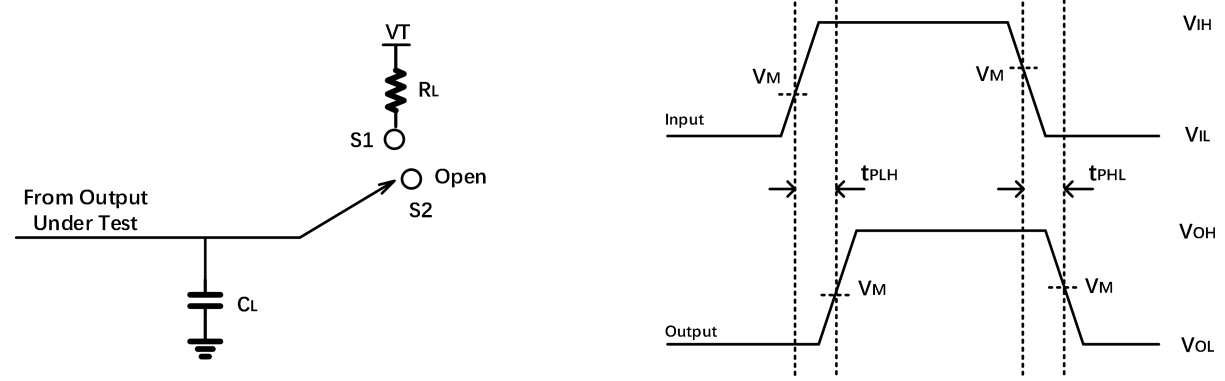 VT
RL
S1
Open
S2
From Output
Under Test
CL
VIH
VM
VM
Input
VIL
tPLH
tPHL
VOH
VM
VM
Output
VOL